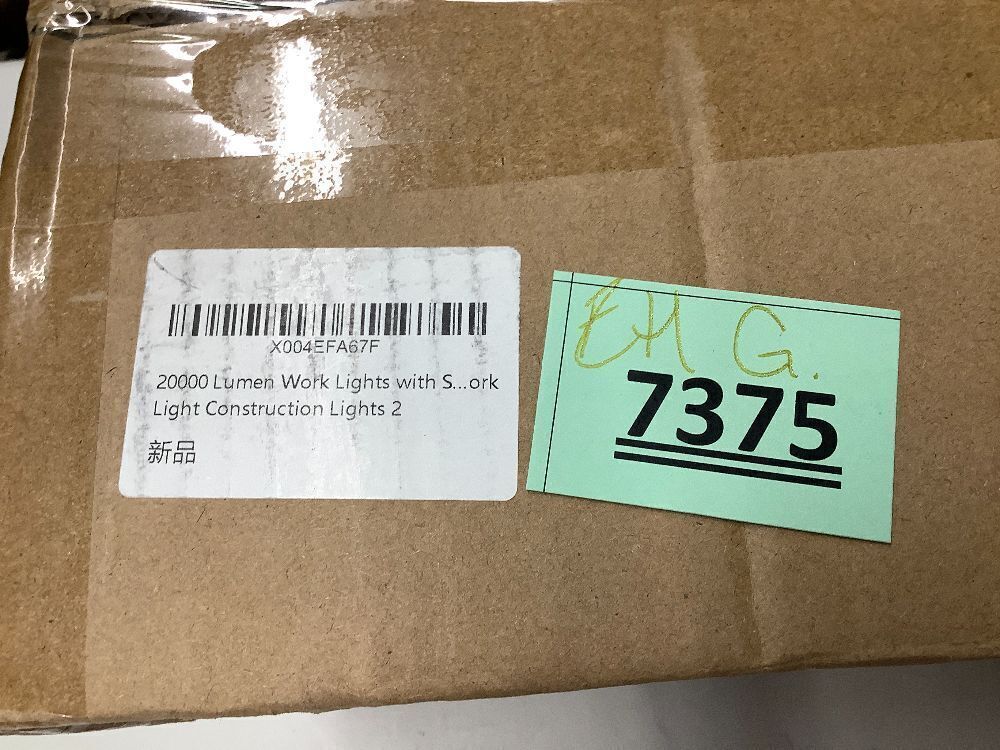 X004EFA67F
20000 Lumen Work Lights with S...ork
Light Construction Lights 2
新品
EH G.
7375